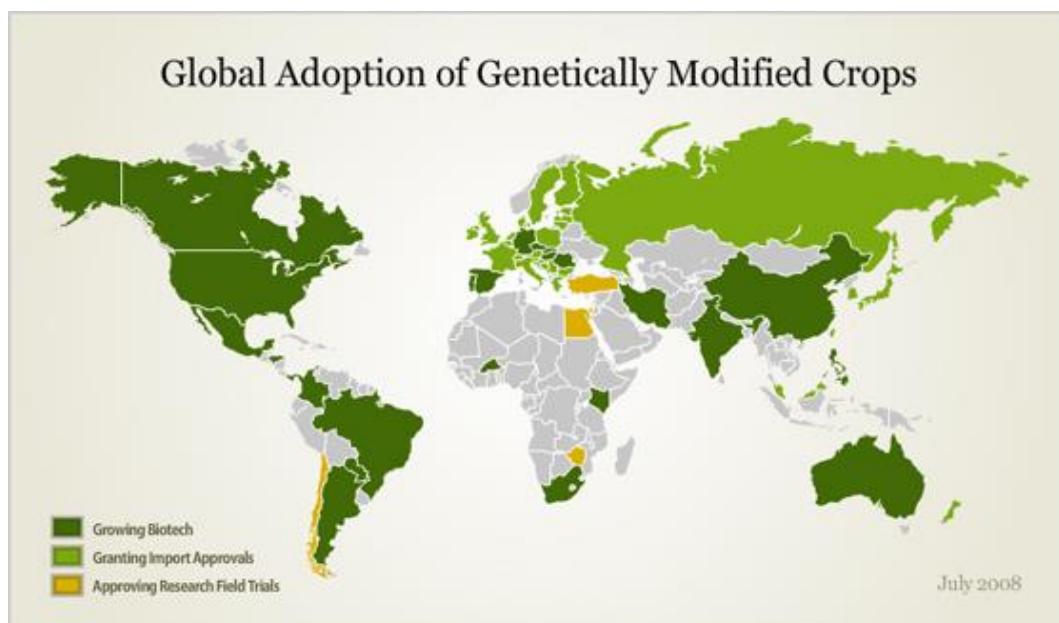 Global Adoption of Genetically Modified Crops
Growing Biotech
Granting Import Approvals
Approving Research Field Trials
July 2008